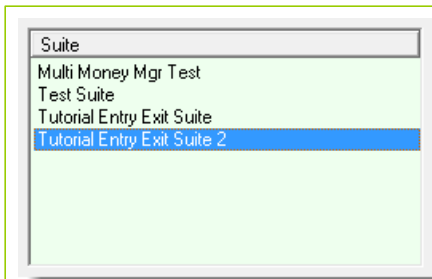 Suite
Multi Money Mgr Test
Test Suite
Tutorial Entry Exit Suite
Tutorial Entry Exit Suite 2